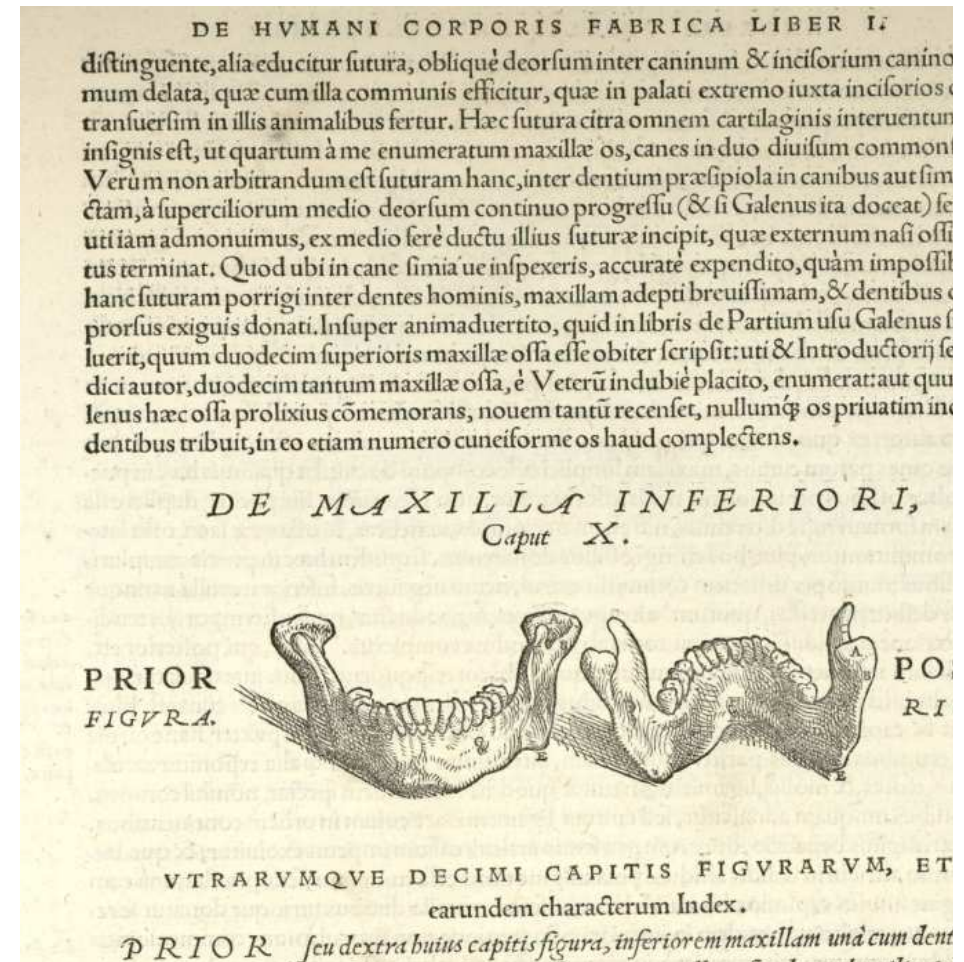 DE HVMANI CORPORIS FABRICA LIBER I.
diſtinguente,alia educitur ſutura, obliquè deorſum inter caninum & inciſorium canino
mum delata, quæ cum illa communis efficitur, quæ in palati extremo iuxta inciſorios
tranſuerſim in illis animalibus fertur. Hæc ſutura citra omnem cartilaginis interuentum
inſignis eſt, ut quartum à me enumeratum maxillæ os, canes in duo diuiſum common
Verùm non arbitrandum eſt ſuturam hanc,inter dentium præſipiola in canibus aut ſim
ctam,à ſuperciliorum medio deorſum continuo progreſſu (& ſi Galenus ita doceat) ſe
uti iam admonuimus, ex medio ferè ductu illius ſuturæ incipit, quæ externum naſi oſſi
tus terminat. Quod ubi in cane ſimia ue inſpexeris, accuratè expendito,quàm impoſſib
hanc ſuturam porrigi inter dentes hominis, maxillam adepti breuiſſimam,& dentibus
prorſus exiguis donati.Inſuper animaduertito, quid in libris de Partium uſu Galenus ſ
luerit,quum duodecim ſuperioris maxillæ oſſa eſſe obiter ſcripſit:uti & Introductorij ſe
dici autor,duodecim tantum maxillæ oſſa,è Veterũ indubiè placito, enumerat:aut quu
lenus hæc oſſa prolixius cõmemorans, nouem tantũ recenſet, nullumq́ꝫ os priuatim inc
dentibus tribuit,in eo etiam numero cuneiforme os haud complectens.
DE MAXILLA INFERIORI,
Caput X.
PRIOR
FIGVRA.
A
E
A
B
E
PO
RI
VTRARVMQVE DECIMI CAPITIS FIGVRARVM, ET
earundem characterum Index.
PRIOR ſeu dextra huius capitis figura, inferiorem maxillam unà cum dent